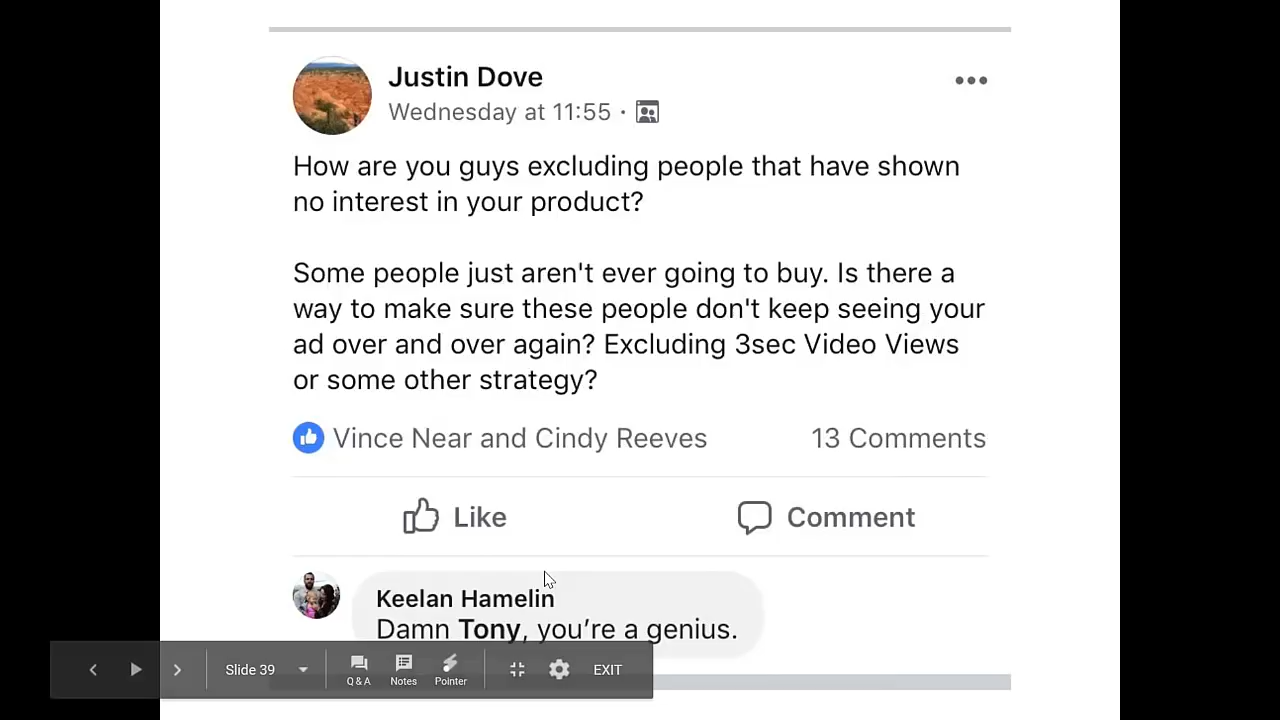 Justin Dove
Wednesday at 11:55 ·
How are you guys excluding people that have shown
no interest in your product?
Some people just aren't ever going to buy. Is there a
way to make sure these people don't keep seeing your
ad over and over again? Excluding 3sec Video Views
or some other strategy?
Vince Near and Cindy Reeves
13 Comments
Like
Comment
Keelan Hamelin
Damn Tony, you’re a genius.
Slide 39
Q & A
Notes
Pointer
EXIT